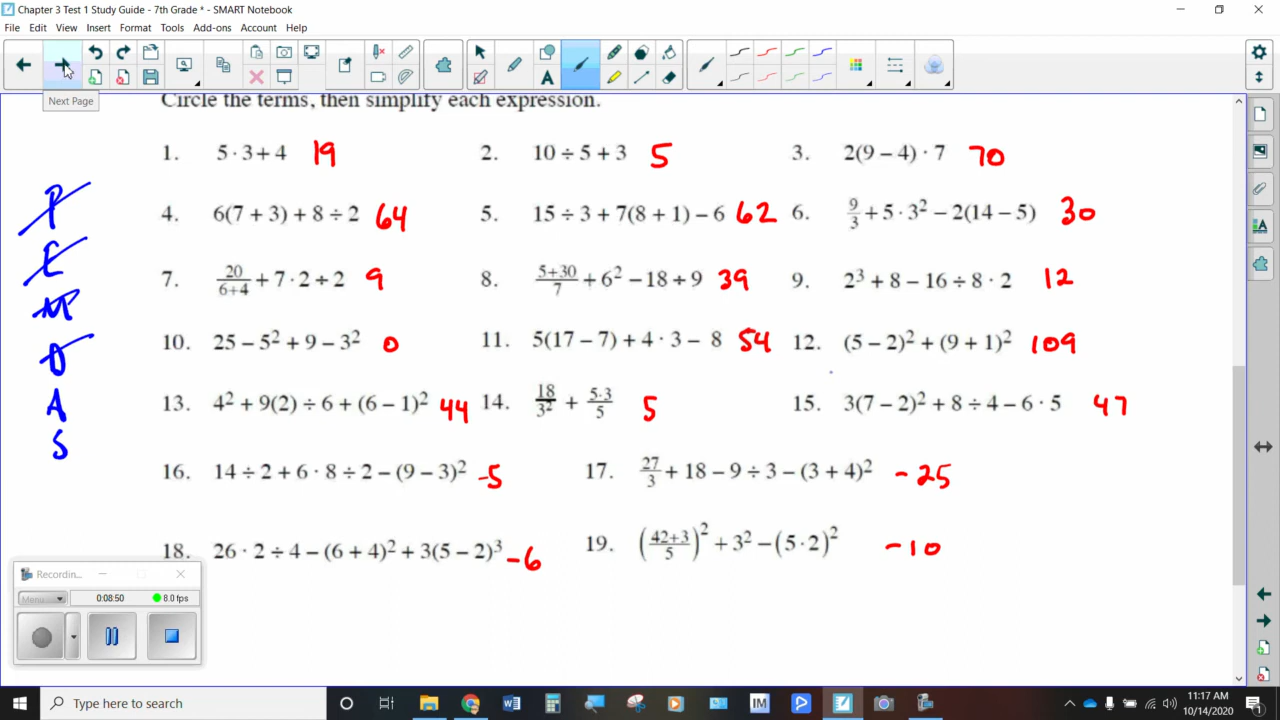 Chapter 3 Test 1 Study Guide - 7th Grade * - SMART Notebook
File Edit View Insert Format Tools Add-ons Account Help
Next Page
Circle the terms, then simplify each expression.
1. 5 · 3 + 4 19 2. 10 ÷ 5 + 3 5 3. 2(9 − 4) · 7 70
4. 6(7 + 3) + 8 ÷ 2 64 5. 15 ÷ 3 + 7(8 + 1) − 6 62 6. 9/3 + 5 · 3² − 2(14 − 5) 30
7. 20/(6+4) + 7 · 2 ÷ 2 9 8. (5+30)/7 + 6² − 18 ÷ 9 39 9. 2³ + 8 − 16 ÷ 8 · 2 12
10. 25 − 5² + 9 − 3² 0 11. 5(17 − 7) + 4 · 3 − 8 54 12. (5 − 2)² + (9 + 1)² 109
13. 4² + 9(2) ÷ 6 + (6 − 1)² 44 14. 18/3² + (5·3)/5 5 15. 3(7 − 2)² + 8 ÷ 4 − 6 · 5 47
16. 14 ÷ 2 + 6 · 8 ÷ 2 − (9 − 3)² -5 17. 27/3 + 18 − 9 ÷ 3 − (3 + 4)² -25
18. 26 · 2 ÷ 4 − (6 + 4)² + 3(5 − 2)³ -6 19. ((42+3)/5)² + 3² − (5 · 2)² -10
P
E
M
D
A
S
Recordin...
Menu
0:08:50 8.0 fps
Type here to search
11:17 AM
10/14/2020